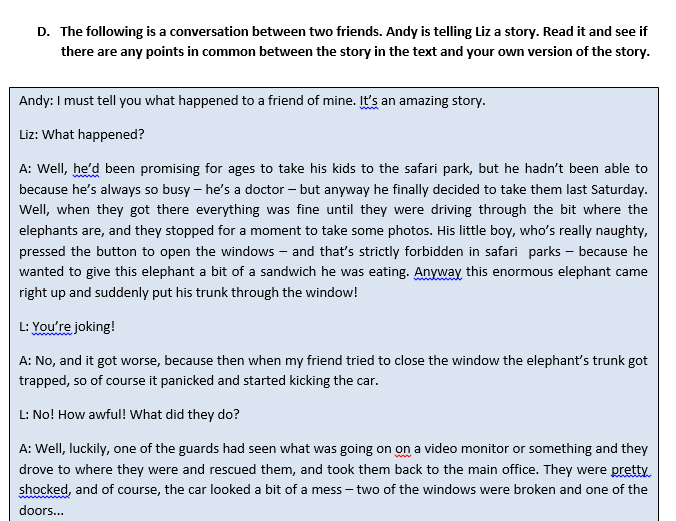 D. The following is a conversation between two friends. Andy is telling Liz a story. Read it and see if
there are any points in common between the story in the text and your own version of the story.
Andy: I must tell you what happened to a friend of mine. It's an amazing story.
Liz: What happened?
A: Well, he'd been promising for ages to take his kids to the safari park, but he hadn't been able to
because he's always so busy – he's a doctor – but anyway he finally decided to take them last Saturday.
Well, when they got there everything was fine until they were driving through the bit where the
elephants are, and they stopped for a moment to take some photos. His little boy, who's really naughty,
pressed the button to open the windows – and that's strictly forbidden in safari parks – because he
wanted to give this elephant a bit of a sandwich he was eating. Anyway this enormous elephant came
right up and suddenly put his trunk through the window!
L: You're joking!
A: No, and it got worse, because then when my friend tried to close the window the elephant's trunk got
trapped, so of course it panicked and started kicking the car.
L: No! How awful! What did they do?
A: Well, luckily, one of the guards had seen what was going on on a video monitor or something and they
drove to where they were and rescued them, and took them back to the main office. They were pretty
shocked, and of course, the car looked a bit of a mess – two of the windows were broken and one of the
doors...